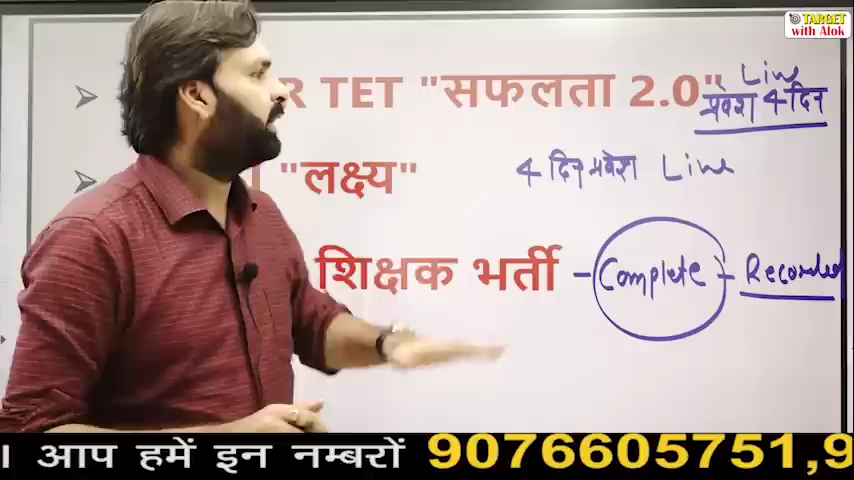 TARGET
with Alok
R TET "सफलता 2.0" Live
प्रवेश 4 दिन
"लक्ष्य" 4 दिन प्रवेश Live
शिक्षक भर्ती - Complete - Recorded
। आप हमें इन नम्बरों 9076605751,9